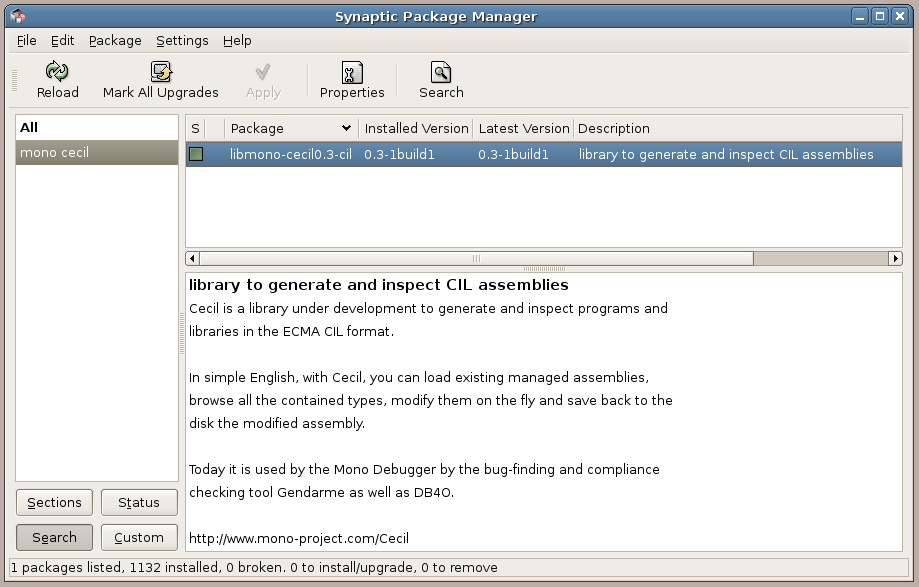 Synaptic Package Manager
File Edit Package Settings Help
Reload Mark All Upgrades Apply Properties Search
All
mono cecil
S Package Installed Version Latest Version Description
libmono-cecil0.3-cil 0.3-1build1 0.3-1build1 library to generate and inspect CIL assemblies
library to generate and inspect CIL assemblies
Cecil is a library under development to generate and inspect programs and
libraries in the ECMA CIL format.
In simple English, with Cecil, you can load existing managed assemblies,
browse all the contained types, modify them on the fly and save back to the
disk the modified assembly.
Today it is used by the Mono Debugger by the bug-finding and compliance
checking tool Gendarme as well as DB4O.
http://www.mono-project.com/Cecil
Sections Status
Search Custom
1 packages listed, 1132 installed, 0 broken. 0 to install/upgrade, 0 to remove